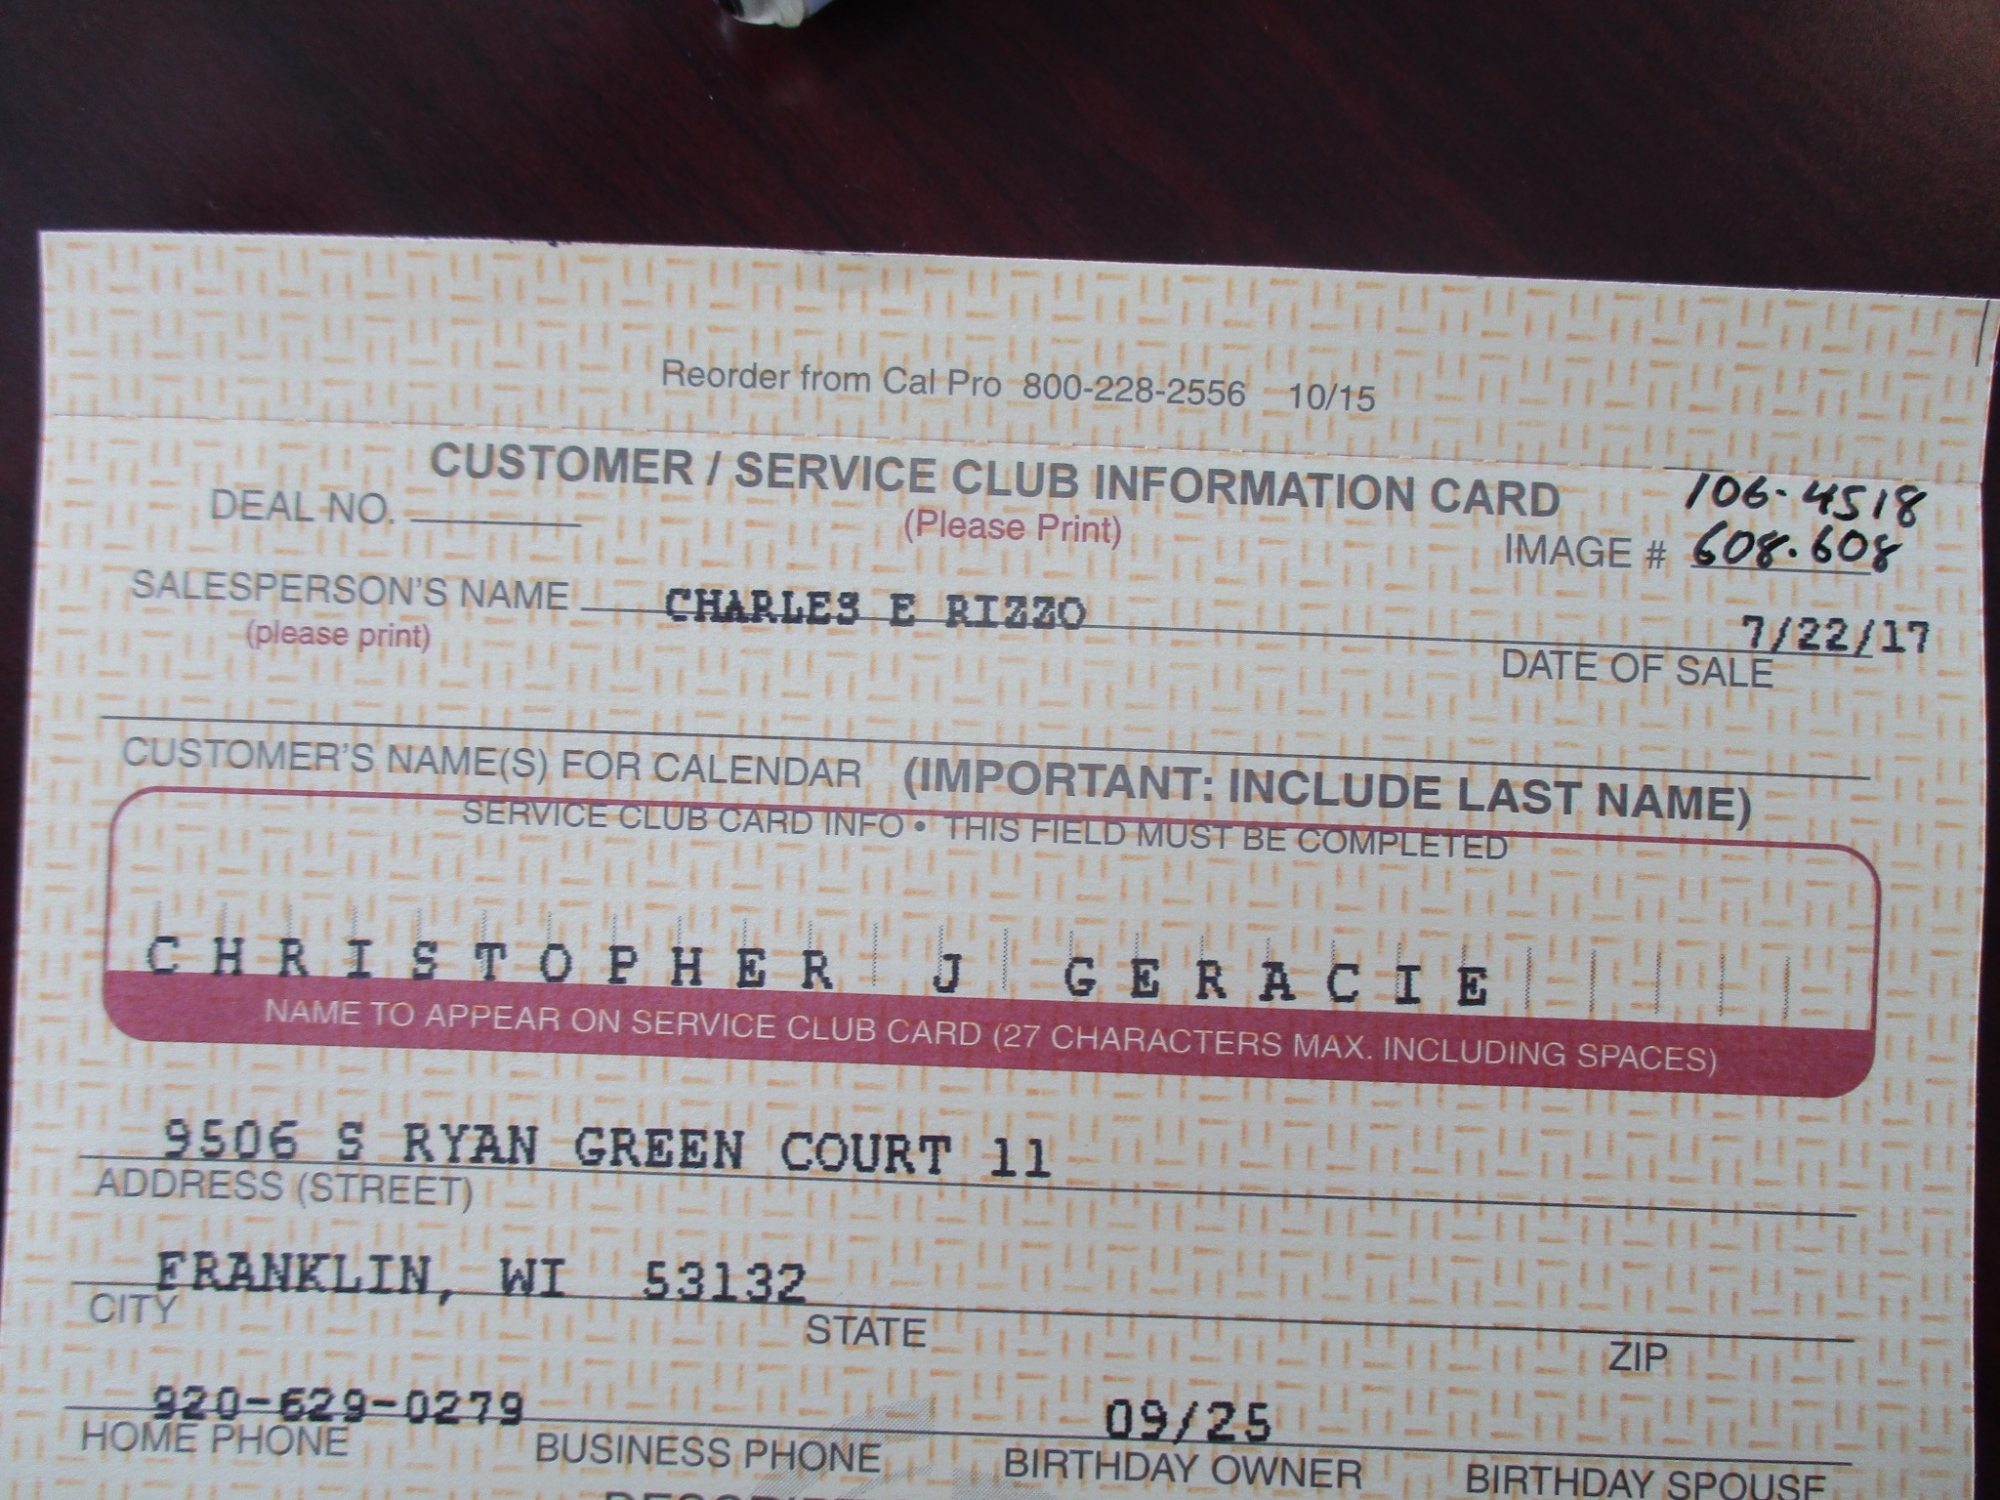 Reorder from Cal Pro 800-228-2556 10/15
CUSTOMER / SERVICE CLUB INFORMATION CARD
106-4518
DEAL NO.
(Please Print)
IMAGE # 608.608
SALESPERSON'S NAME CHARLES E RIZZO
7/22/17
(please print)
DATE OF SALE
CUSTOMER'S NAME(S) FOR CALENDAR (IMPORTANT: INCLUDE LAST NAME)
SERVICE CLUB CARD INFO • THIS FIELD MUST BE COMPLETED
CHRISTOPHER J GERACIE
NAME TO APPEAR ON SERVICE CLUB CARD (27 CHARACTERS MAX. INCLUDING SPACES)
9506 S RYAN GREEN COURT 11
ADDRESS (STREET)
FRANKLIN, WI 53132
CITY STATE ZIP
920-629-0279 09/25
HOME PHONE BUSINESS PHONE BIRTHDAY OWNER BIRTHDAY SPOUSE